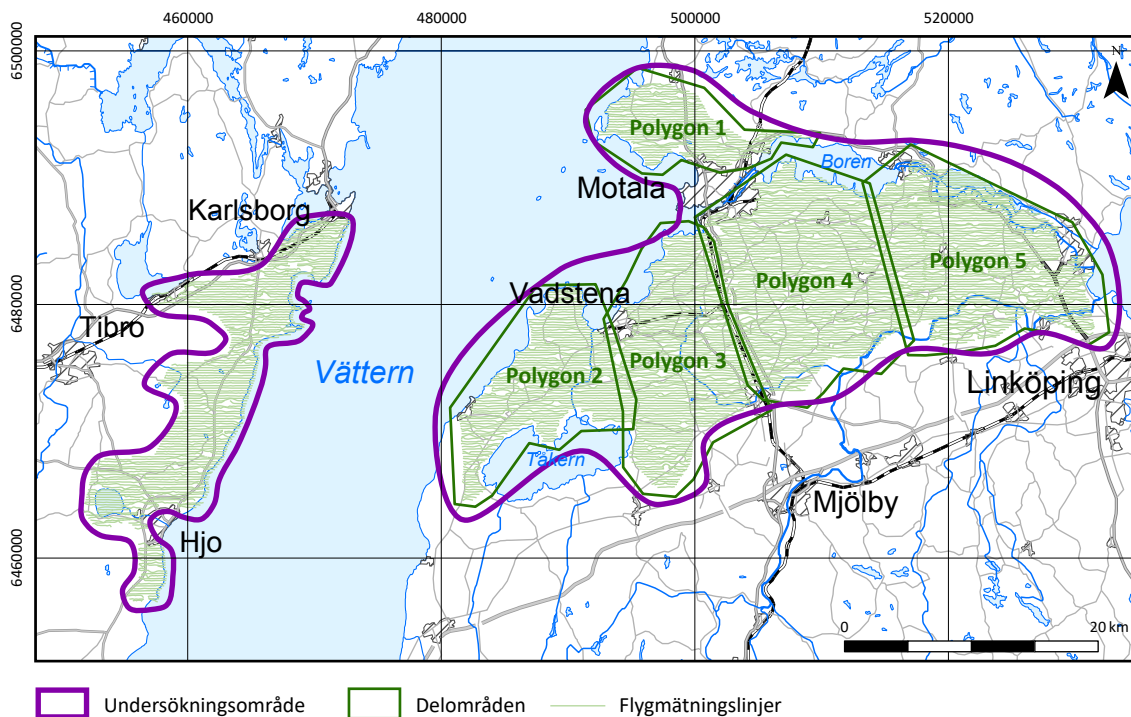 460000 480000 500000 520000
6500000
N
Polygon 1
Motala
Boren
Karlsborg
Polygon 4
Polygon 5
6480000
Vadstena
Tibro
Vättern
Polygon 2
Polygon 3
Linköping
Tåkern
Mjölby
Hjo
6460000
0 20 km
Undersökningsområde Delområden Flygmätningslinjer